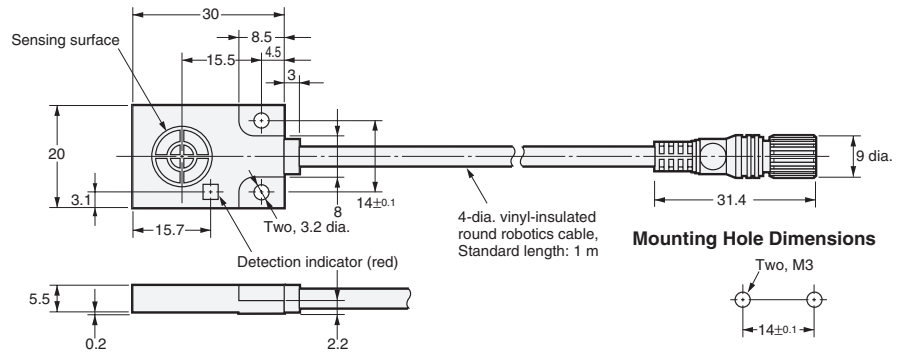 30
8.5
15.5
4.5
3
Sensing surface
20
3.1
15.7
Two, 3.2 dia.
8
14±0.1
Detection indicator (red)
4-dia. vinyl-insulated
round robotics cable,
Standard length: 1 m
9 dia.
31.4
Mounting Hole Dimensions
Two, M3
14±0.1
5.5
0.2
2.2